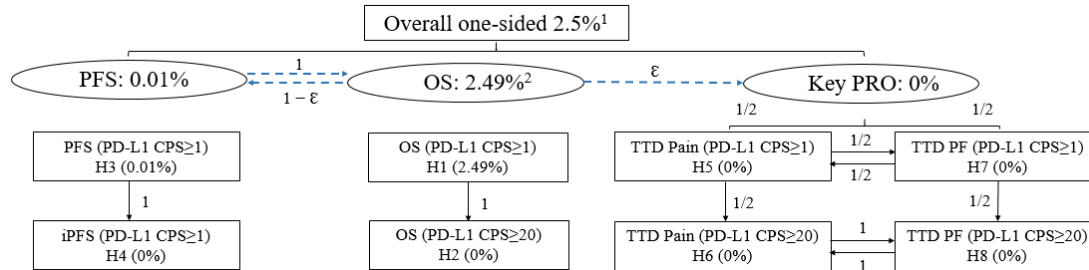 Overall one-sided 2.5%¹
PFS: 0.01%
1
1 − ℇ
OS: 2.49%²
ℇ
Key PRO: 0%
1/2
1/2
PFS (PD-L1 CPS≥1)
H3 (0.01%)
OS (PD-L1 CPS≥1)
H1 (2.49%)
TTD Pain (PD-L1 CPS≥1)
H5 (0%)
1/2
1/2
TTD PF (PD-L1 CPS≥1)
H7 (0%)
1
1
1/2
1/2
iPFS (PD-L1 CPS≥1)
H4 (0%)
OS (PD-L1 CPS≥20)
H2 (0%)
TTD Pain (PD-L1 CPS≥20)
H6 (0%)
1
1
TTD PF (PD-L1 CPS≥20)
H8 (0%)